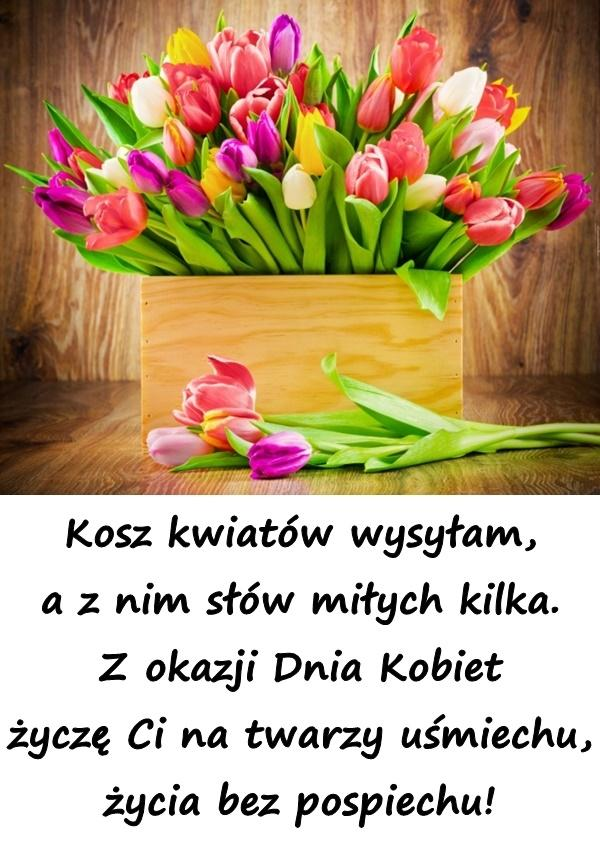 Kosz kwiatów wysyłam,
a z nim słów miłych kilka.
Z okazji Dnia Kobiet
życzę Ci na twarzy uśmiechu,
życia bez pospiechu!